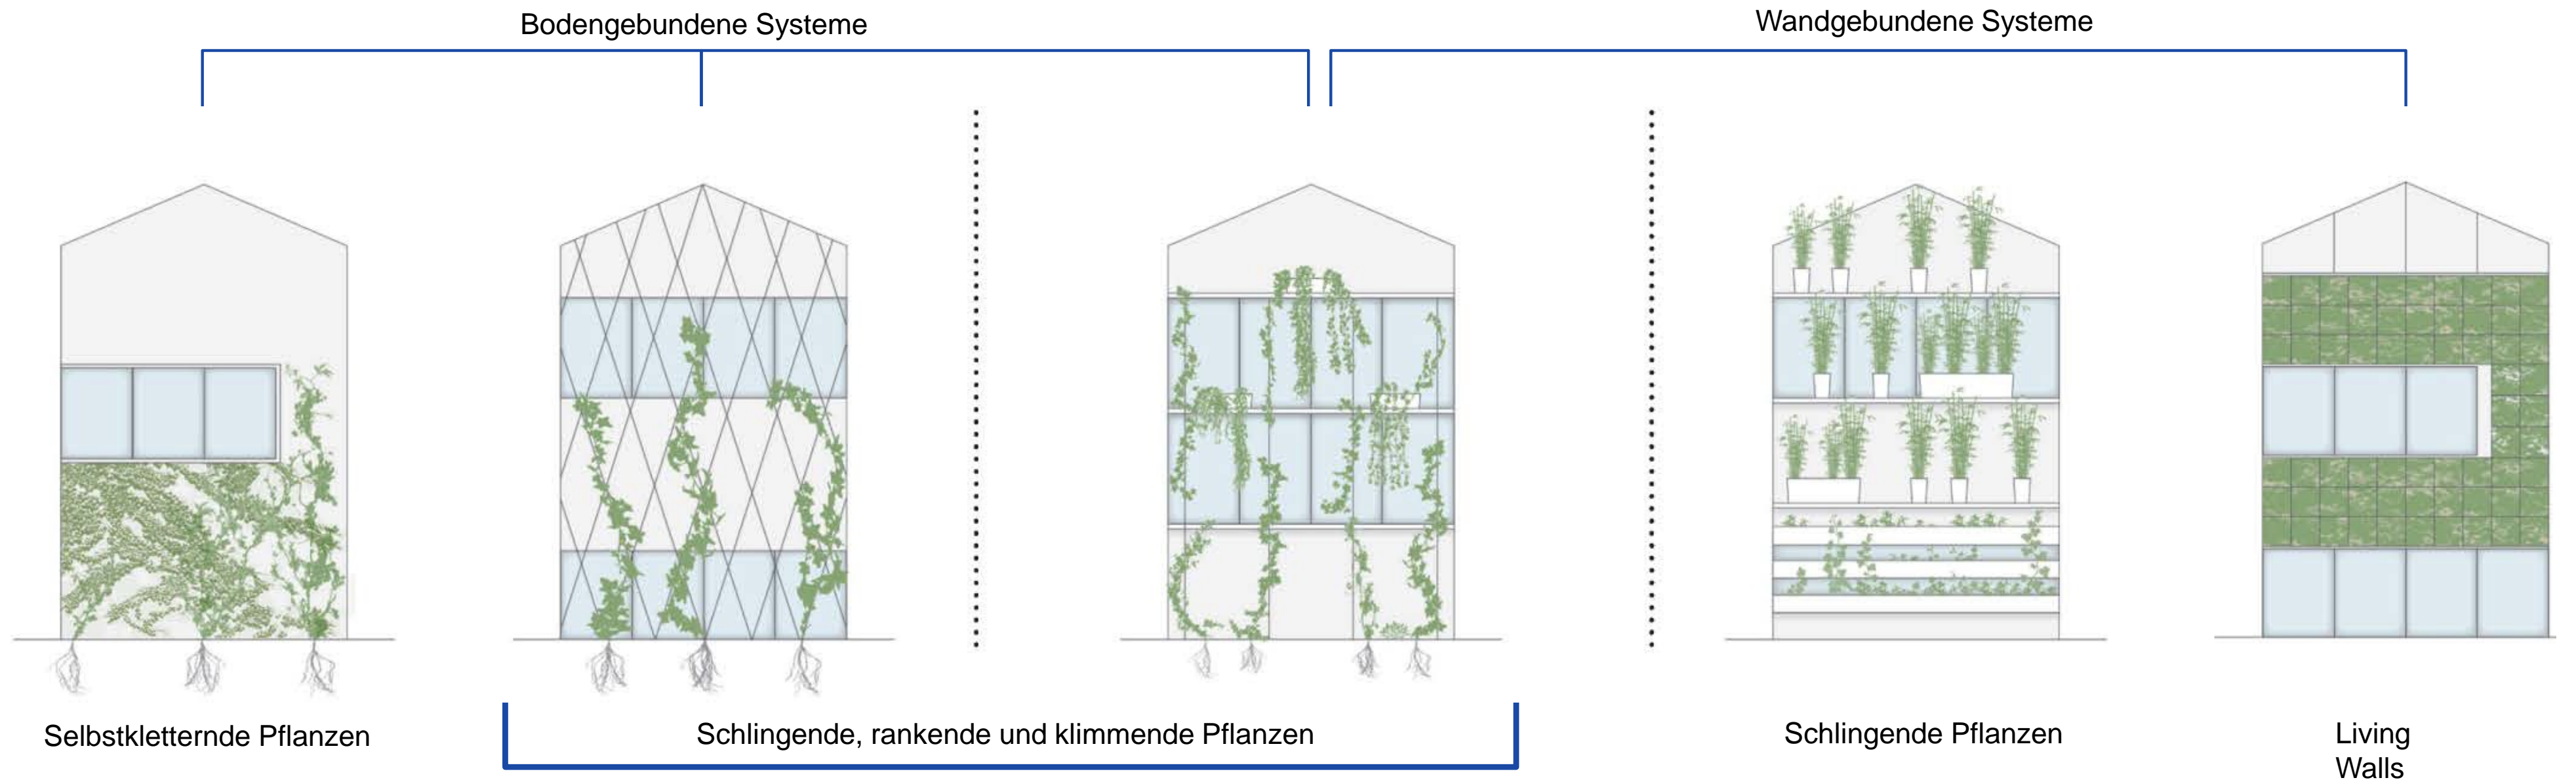 Bodengebundene Systeme
Wandgebundene Systeme
Selbstkletternde Pflanzen
Schlingende, rankende und klimmende Pflanzen
Schlingende Pflanzen
Living
Walls